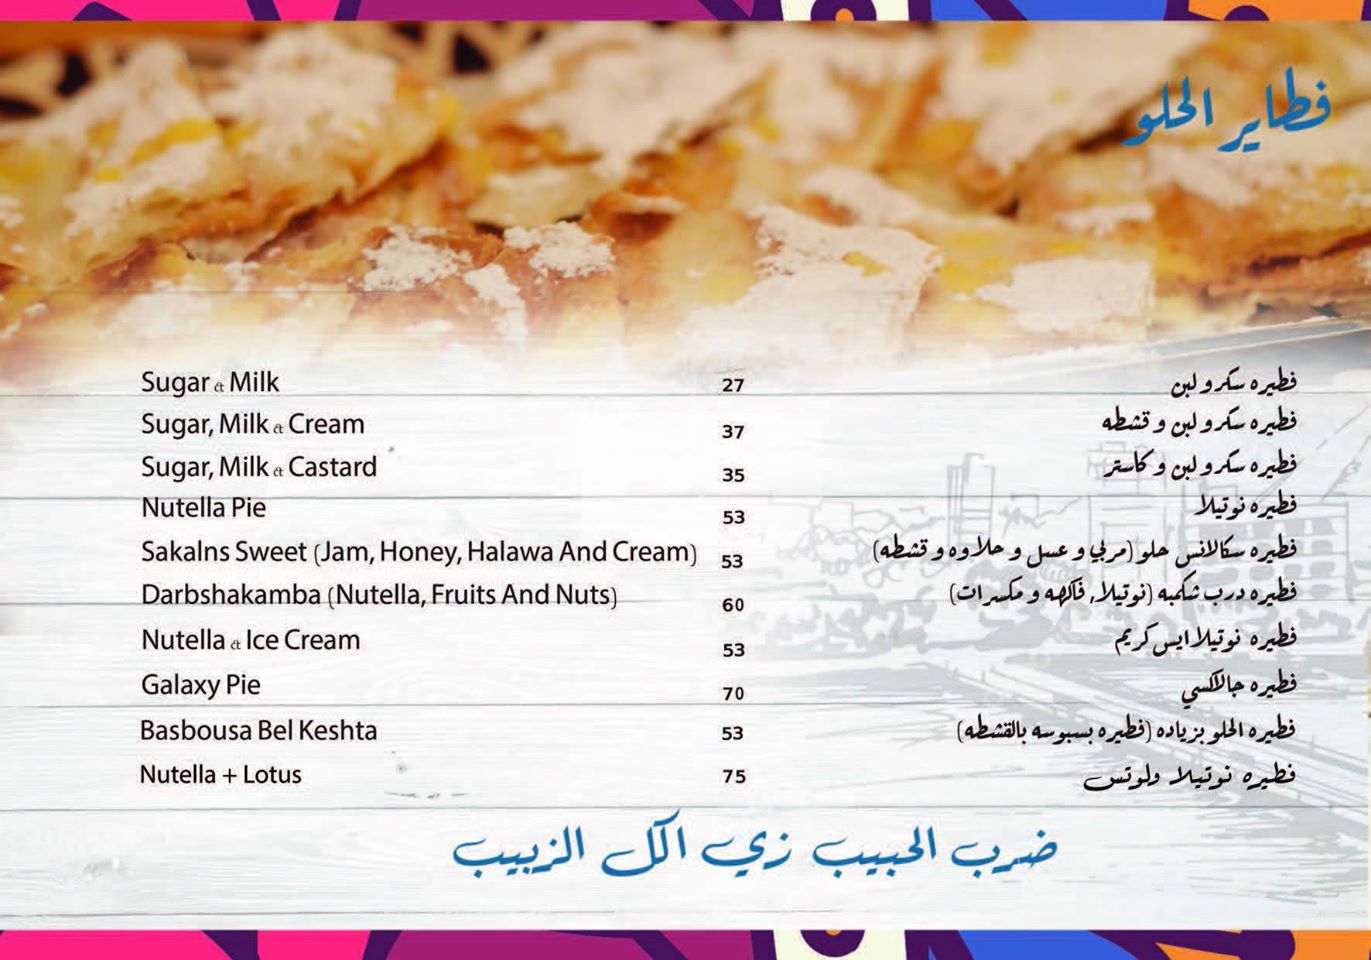 فطاير الحلو
Sugar & Milk 27 فطيره سكر و لبن
Sugar, Milk & Cream 37 فطيره سكر و لبن و قشطه
Sugar, Milk & Castard 35 فطيره سكر و لبن و كاستر
Nutella Pie 53 فطيره نوتيلا
Sakalns Sweet (Jam, Honey, Halawa And Cream) 53 فطيره سكالانس حلو (مربي و عسل و حلاوه و قشطه)
Darbshakamba (Nutella, Fruits And Nuts) 60 فطيره درب شكمبه (نوتيلا, فاكهه و مكسرات)
Nutella & Ice Cream 53 فطيره نوتيلا ايس كريم
Galaxy Pie 70 فطيره جالاكسي
Basbousa Bel Keshta 53 فطيره الحلو بزياده (فطيره بسبوسه بالقشطه)
Nutella + Lotus 75 فطيره نوتيلا ولوتس
ضرب الحبيب زي اكل الزبيب